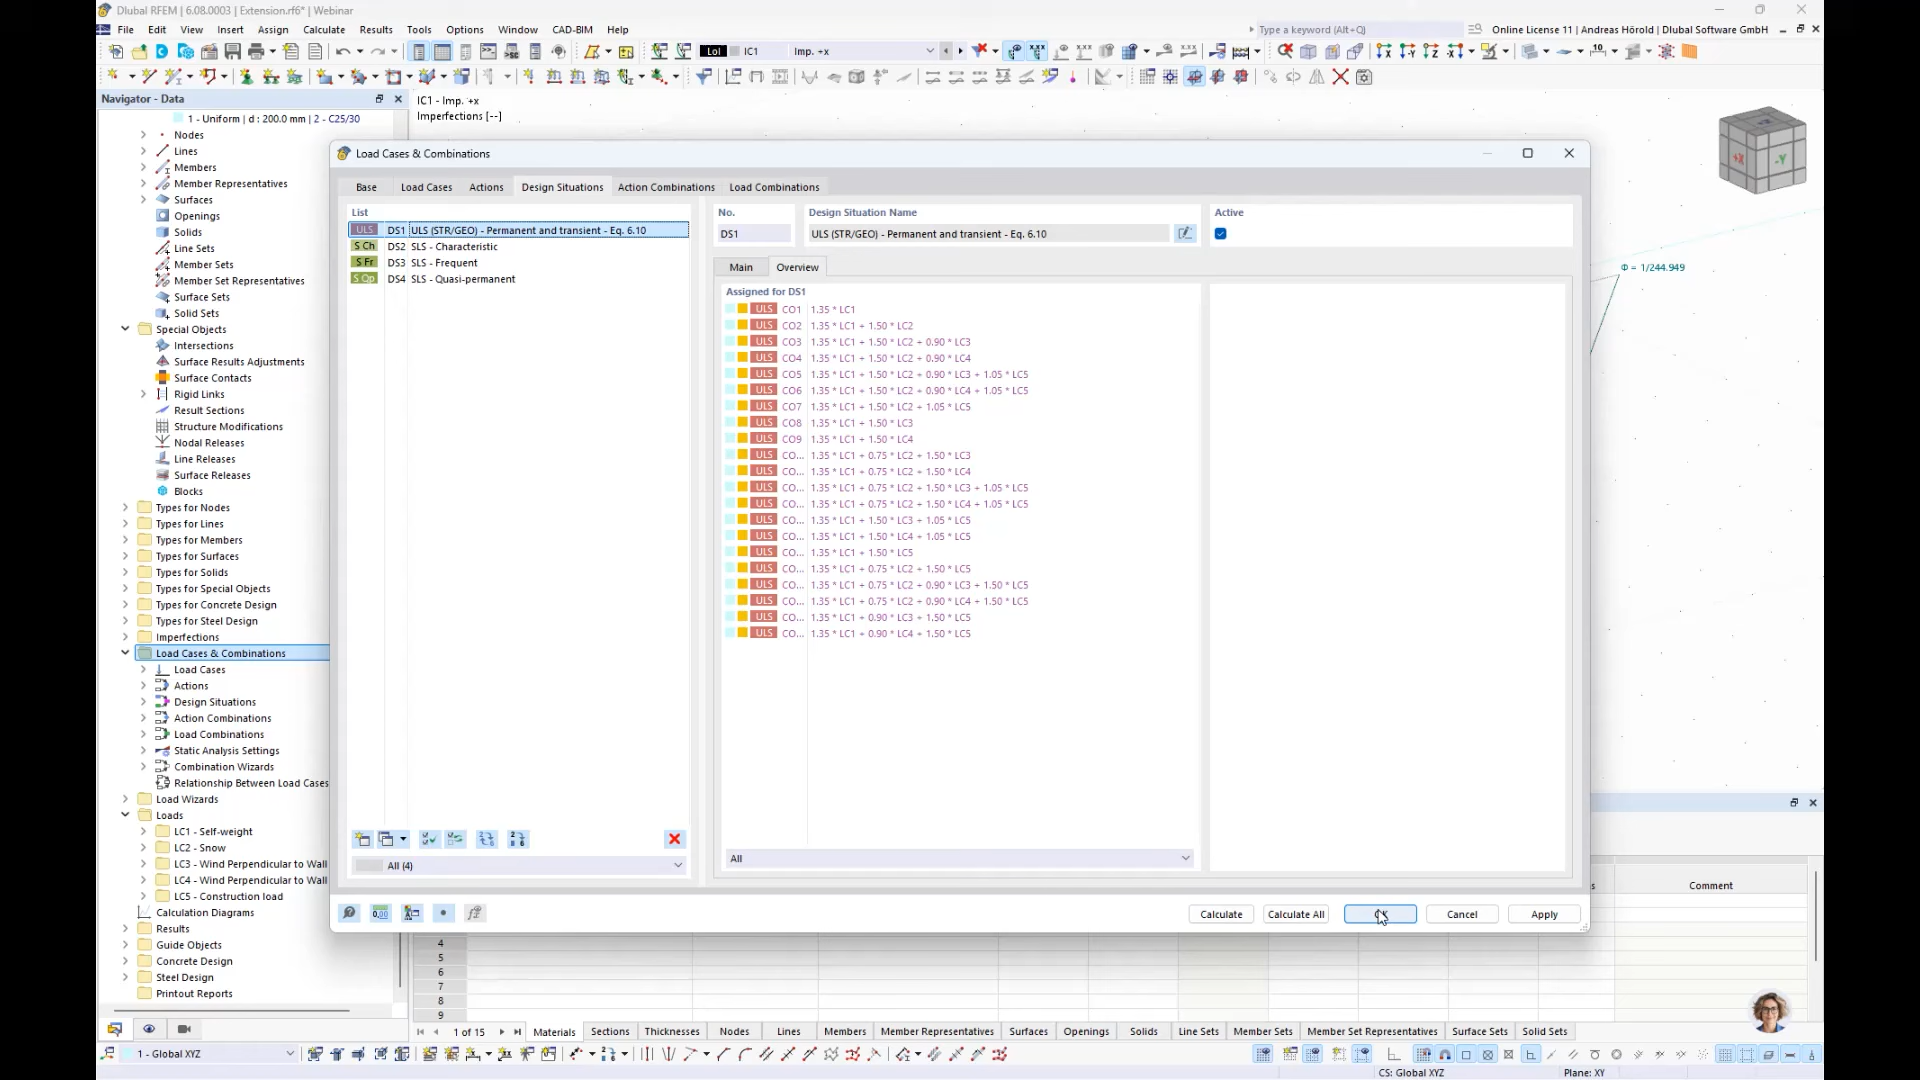 Dlubal RFEM | 6.08.0003 | Extension.rf6* | Webinar
File Edit View Insert Assign Calculate Results Tools Options Window CAD-BIM Help
Type a keyword (Alt+Q)
Online License 11 | Andreas Hörold | Dlubal Software GmbH
LoI IC1 Imp. +x
Navigator - Data
1 - Uniform | d : 200.0 mm | 2 - C25/30
Nodes
Lines
Members
Member Representatives
Surfaces
Openings
Solids
Line Sets
Member Sets
Member Set Representatives
Surface Sets
Solid Sets
Special Objects
Intersections
Surface Results Adjustments
Surface Contacts
Rigid Links
Result Sections
Structure Modifications
Nodal Releases
Line Releases
Surface Releases
Blocks
Types for Nodes
Types for Lines
Types for Members
Types for Surfaces
Types for Solids
Types for Special Objects
Types for Concrete Design
Types for Steel Design
Imperfections
Load Cases & Combinations
Load Cases
Actions
Design Situations
Action Combinations
Load Combinations
Static Analysis Settings
Combination Wizards
Relationship Between Load Cases
Load Wizards
Loads
LC1 - Self-weight
LC2 - Snow
LC3 - Wind Perpendicular to Wall
LC4 - Wind Perpendicular to Wall
LC5 - Construction load
Calculation Diagrams
Results
Guide Objects
Concrete Design
Steel Design
Printout Reports
IC1 - Imp. +x
Imperfections [--]
+X -Y
Φ = 1/244.949
Load Cases & Combinations
Base Load Cases Actions Design Situations Action Combinations Load Combinations
List
ULS DS1 ULS (STR/GEO) - Permanent and transient - Eq. 6.10
S Ch DS2 SLS - Characteristic
S Fr DS3 SLS - Frequent
S Qp DS4 SLS - Quasi-permanent
All (4)
No.
DS1
Design Situation Name
ULS (STR/GEO) - Permanent and transient - Eq. 6.10
Active
Main Overview
Assigned for DS1
ULS CO1 1.35 * LC1
ULS CO2 1.35 * LC1 + 1.50 * LC2
ULS CO3 1.35 * LC1 + 1.50 * LC2 + 0.90 * LC3
ULS CO4 1.35 * LC1 + 1.50 * LC2 + 0.90 * LC4
ULS CO5 1.35 * LC1 + 1.50 * LC2 + 0.90 * LC3 + 1.05 * LC5
ULS CO6 1.35 * LC1 + 1.50 * LC2 + 0.90 * LC4 + 1.05 * LC5
ULS CO7 1.35 * LC1 + 1.50 * LC2 + 1.05 * LC5
ULS CO8 1.35 * LC1 + 1.50 * LC3
ULS CO9 1.35 * LC1 + 1.50 * LC4
ULS CO... 1.35 * LC1 + 0.75 * LC2 + 1.50 * LC3
ULS CO... 1.35 * LC1 + 0.75 * LC2 + 1.50 * LC4
ULS CO... 1.35 * LC1 + 0.75 * LC2 + 1.50 * LC3 + 1.05 * LC5
ULS CO... 1.35 * LC1 + 0.75 * LC2 + 1.50 * LC4 + 1.05 * LC5
ULS CO... 1.35 * LC1 + 1.50 * LC3 + 1.05 * LC5
ULS CO... 1.35 * LC1 + 1.50 * LC4 + 1.05 * LC5
ULS CO... 1.35 * LC1 + 1.50 * LC5
ULS CO... 1.35 * LC1 + 0.75 * LC2 + 1.50 * LC5
ULS CO... 1.35 * LC1 + 0.75 * LC2 + 0.90 * LC3 + 1.50 * LC5
ULS CO... 1.35 * LC1 + 0.75 * LC2 + 0.90 * LC4 + 1.50 * LC5
ULS CO... 1.35 * LC1 + 0.90 * LC3 + 1.50 * LC5
ULS CO... 1.35 * LC1 + 0.90 * LC4 + 1.50 * LC5
All
Calculate Calculate All Cancel Apply
Comment
4
5
6
7
8
9
1 of 15 Materials Sections Thicknesses Nodes Lines Members Member Representatives Surfaces Openings Solids Line Sets Member Sets Member Set Representatives Surface Sets Solid Sets
1 - Global XYZ
CS: Global XYZ Plane: XY